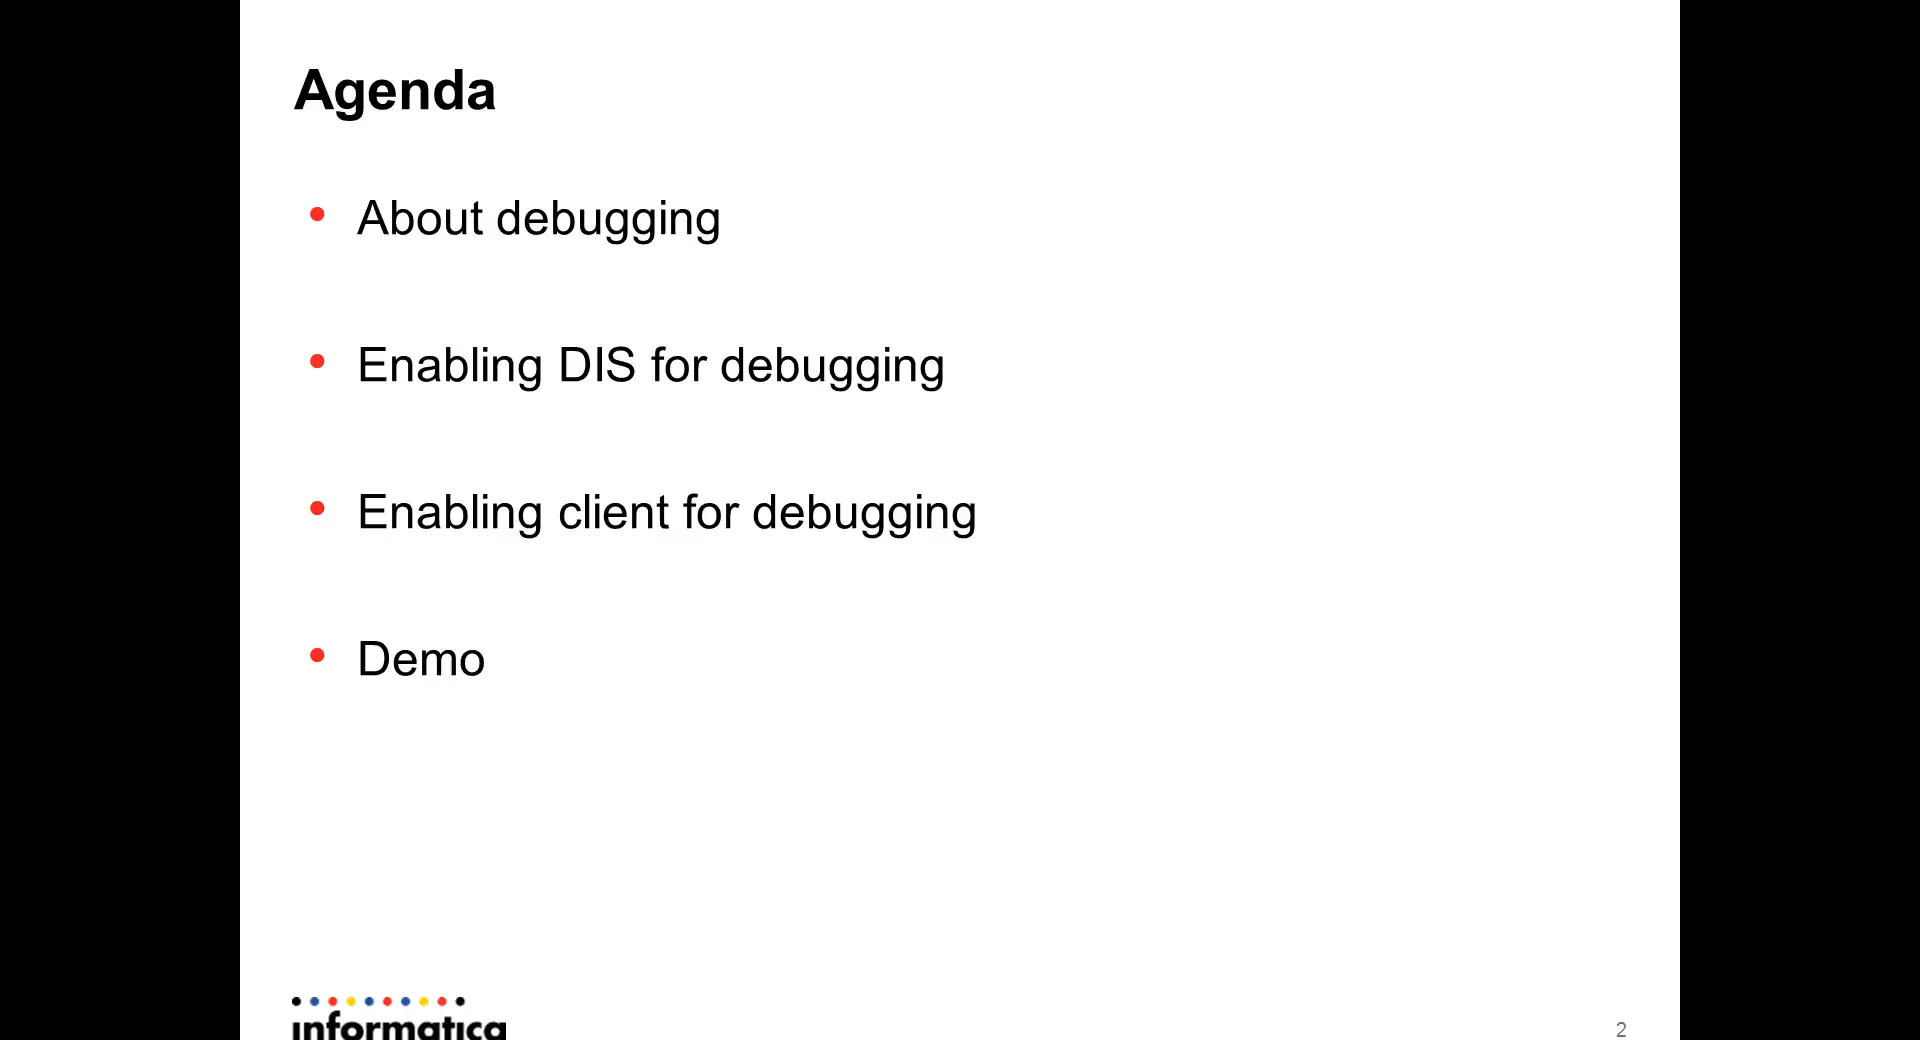 Agenda
• About debugging
• Enabling DIS for debugging
• Enabling client for debugging
• Demo
informatica
2